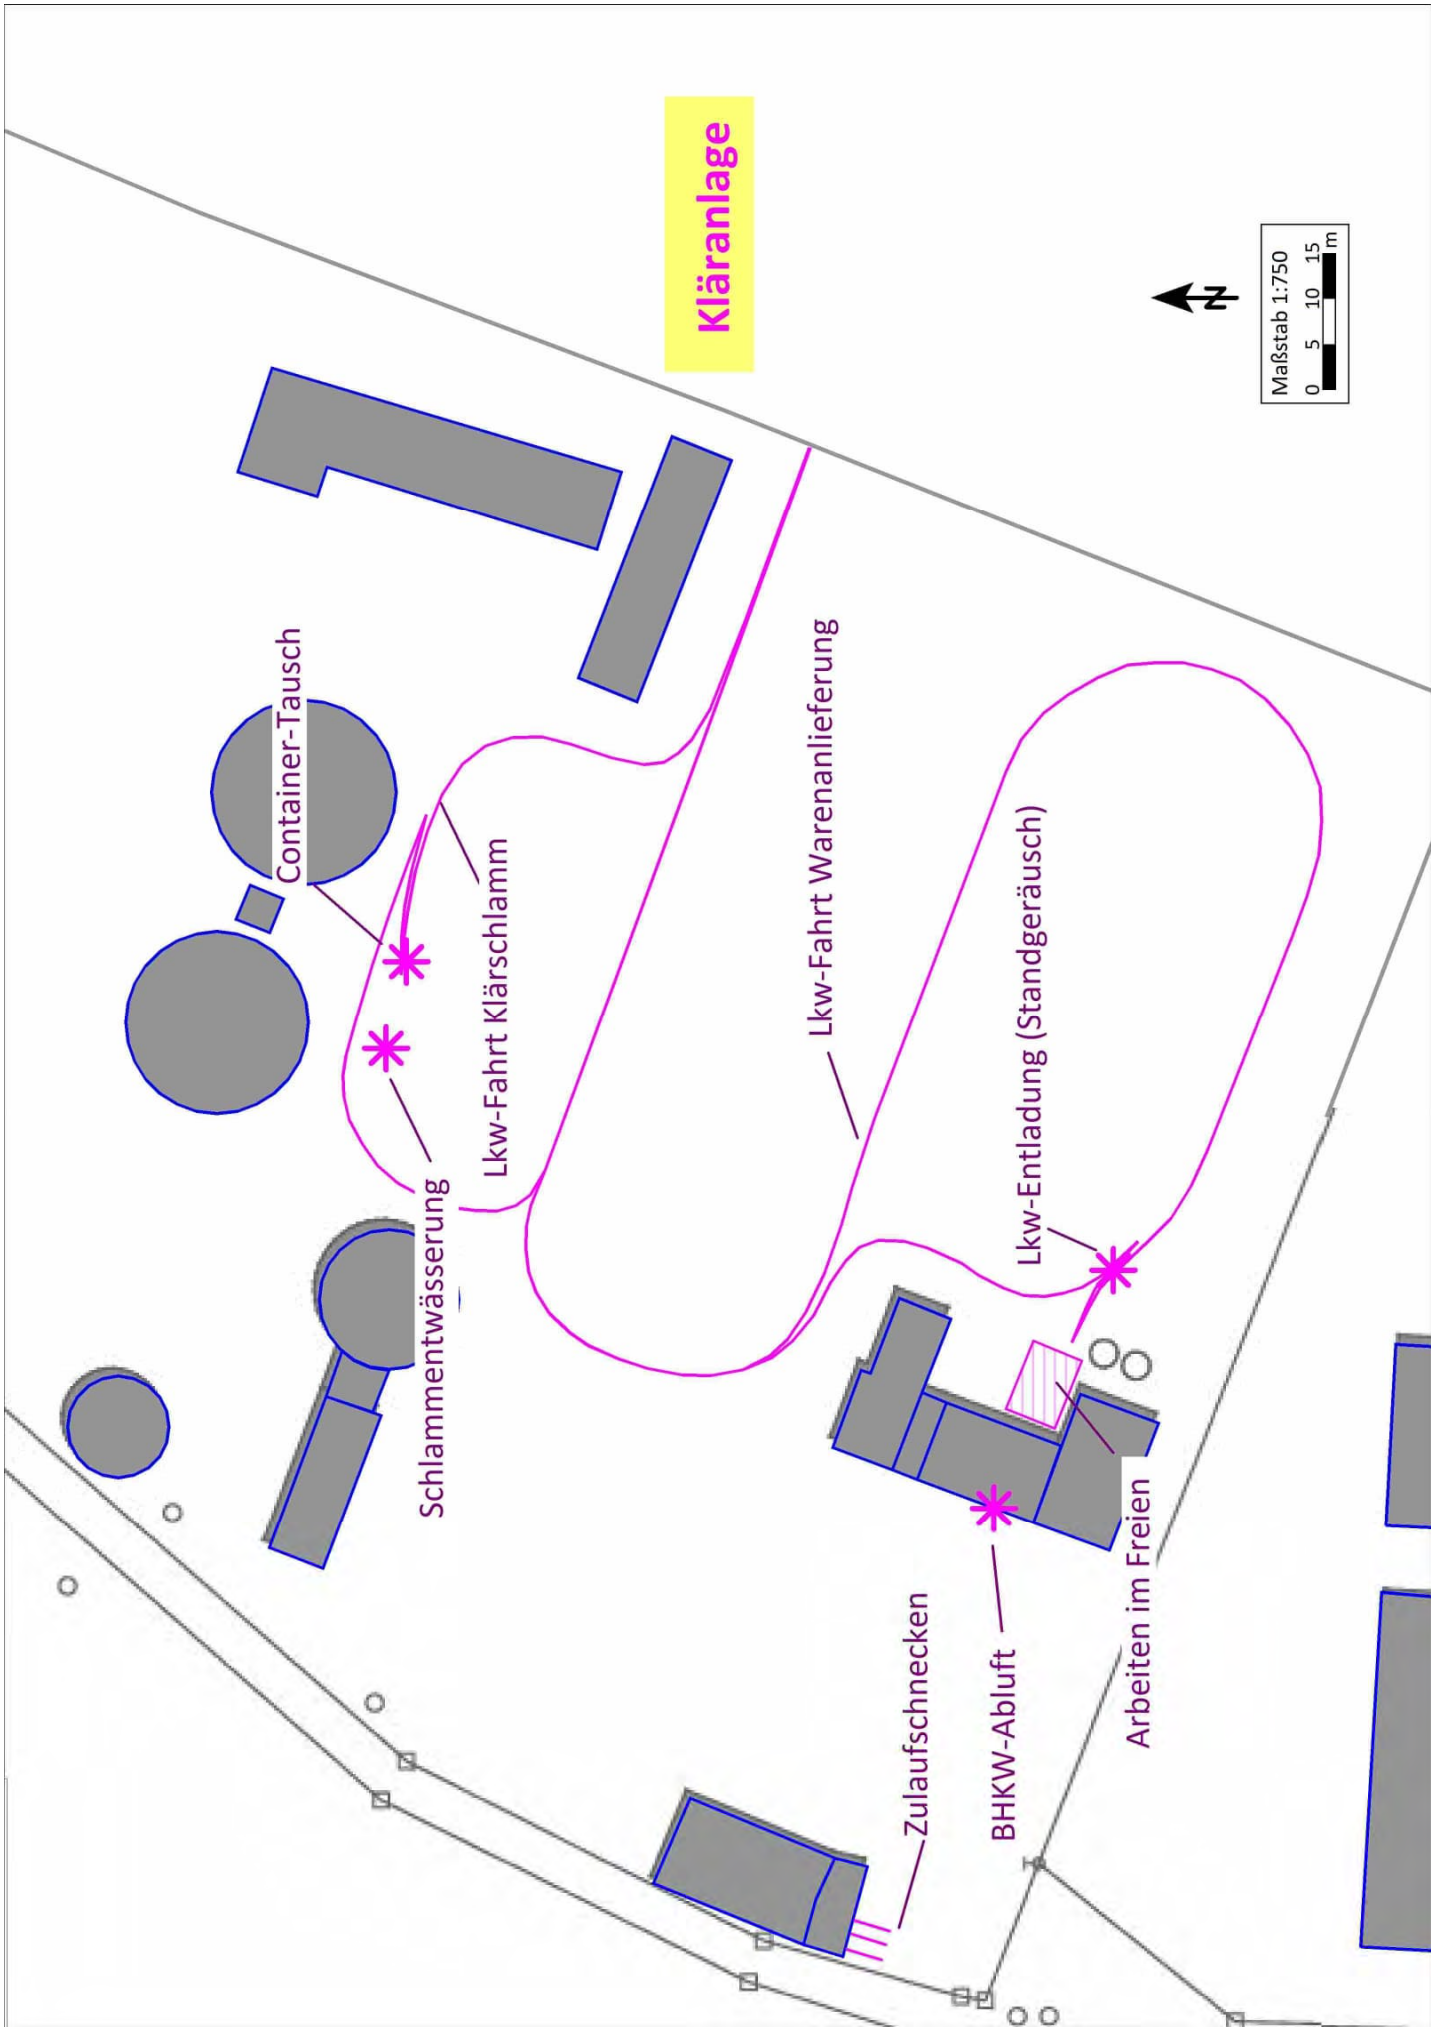 Kläranlage
Container-Tausch
Lkw-Fahrt Klärschlamm
Schlammentwässerung
Lkw-Fahrt Warenanlieferung
Lkw-Entladung (Standgeräusch)
Zulaufschnecken
BHKW-Abluft
Arbeiten im Freien
N
Maßstab 1:750
0 5 10 15
m